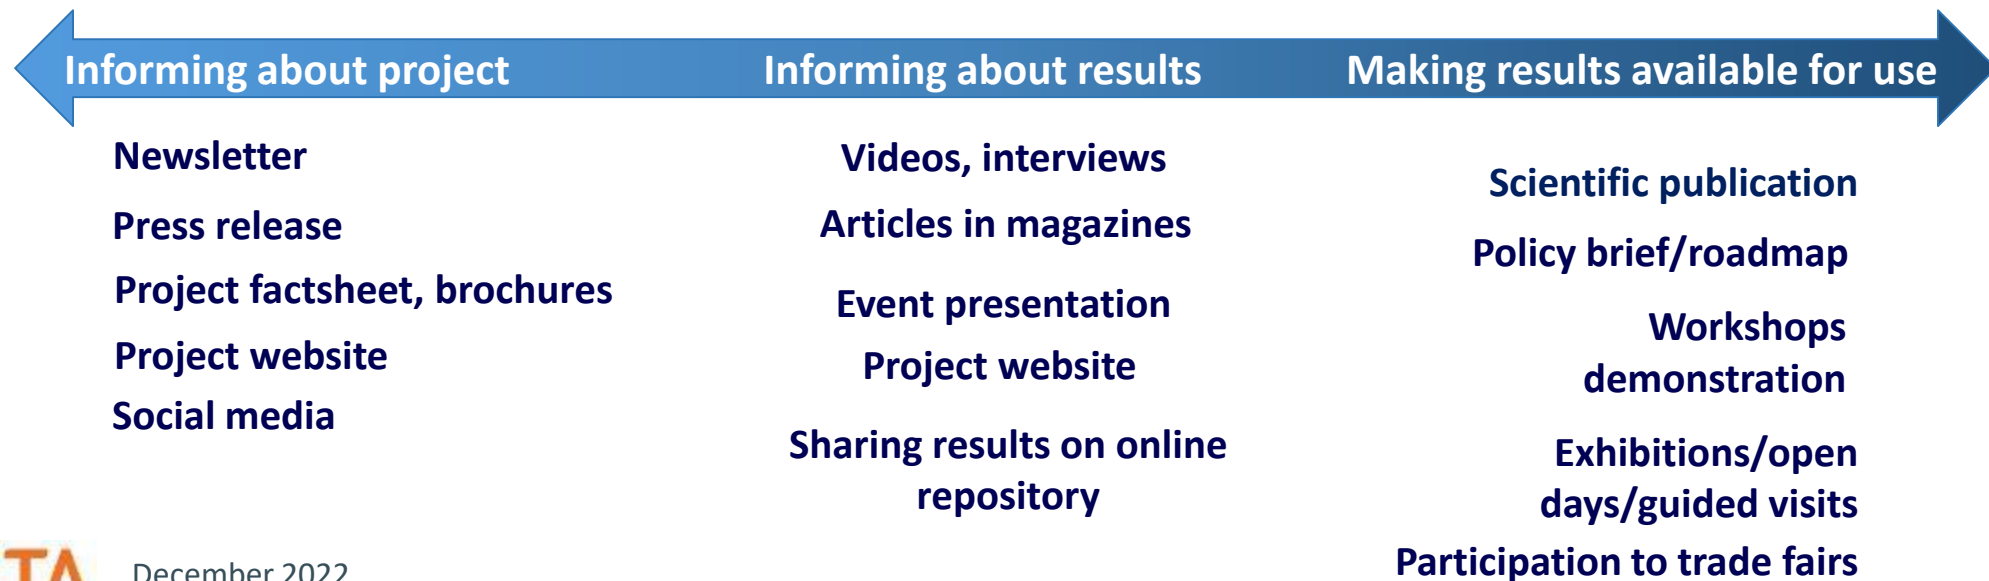 Informing about project
Informing about results
Making results available for use
Newsletter
Press release
Project factsheet, brochures
Project website
Social media
Videos, interviews
Articles in magazines
Event presentation
Project website
Sharing results on online
repository
Scientific publication
Policy brief/roadmap
Workshops
demonstration
Exhibitions/open
days/guided visits
Participation to trade fairs
TA
December 2022